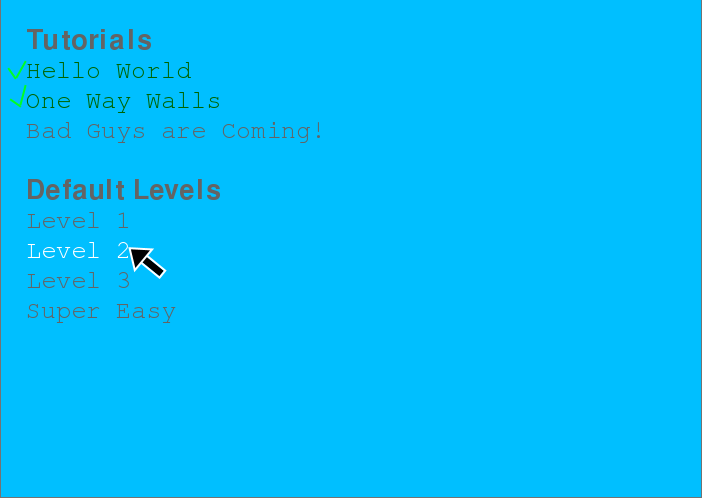 Tutorials
Hello World
One Way Walls
Bad Guys are Coming!
Default Levels
Level 1
Level 2
Level 3
Super Easy